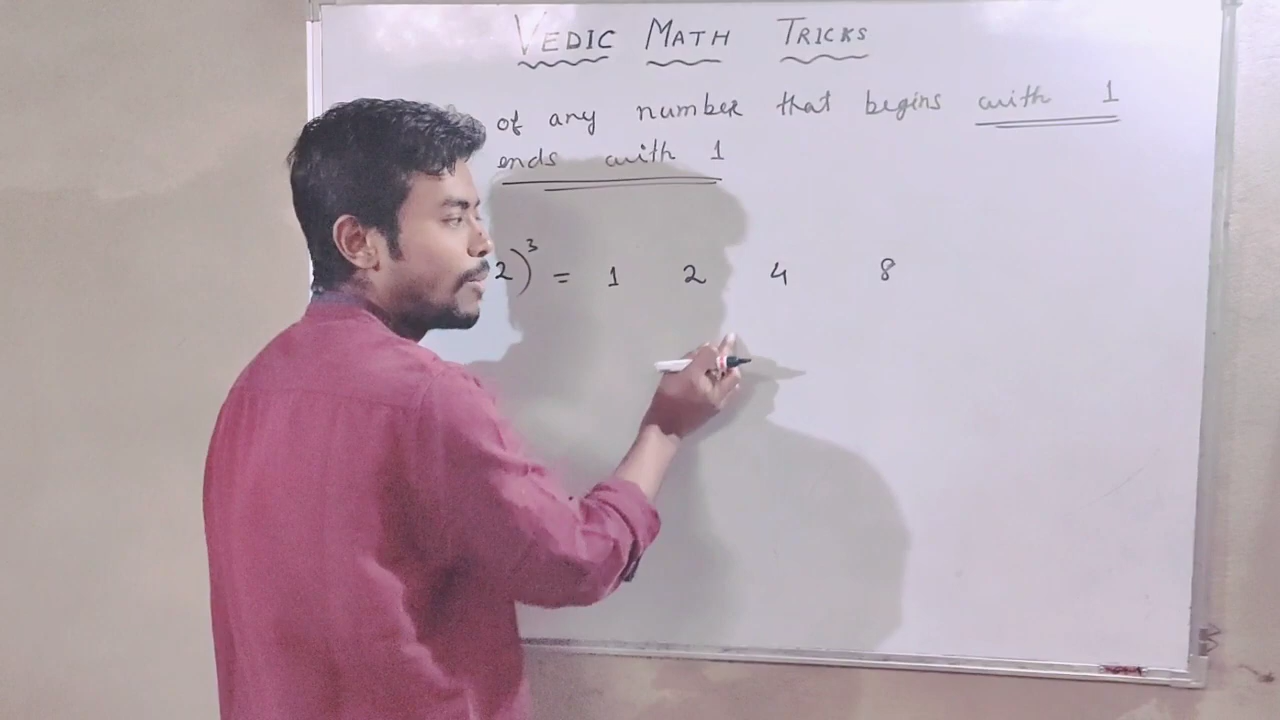 VEDIC MATH TRICKS
of any number that begins with 1
ends with 1
2)³ = 1 2 4 8